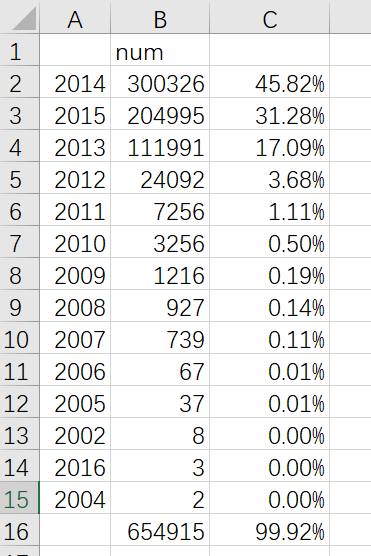 A B C
1 num
2 2014 300326 45.82%
3 2015 204995 31.28%
4 2013 111991 17.09%
5 2012 24092 3.68%
6 2011 7256 1.11%
7 2010 3256 0.50%
8 2009 1216 0.19%
9 2008 927 0.14%
10 2007 739 0.11%
11 2006 67 0.01%
12 2005 37 0.01%
13 2002 8 0.00%
14 2016 3 0.00%
15 2004 2 0.00%
16 654915 99.92%